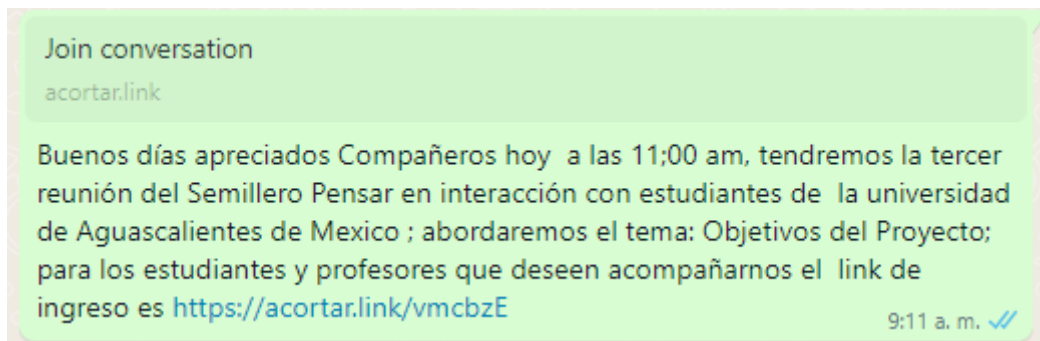 Join conversation
acortar.link
Buenos días apreciados Compañeros hoy  a las 11;00 am, tendremos la tercer
reunión del Semillero Pensar en interacción con estudiantes de  la universidad
de Aguascalientes de Mexico ; abordaremos el tema: Objetivos del Proyecto;
para los estudiantes y profesores que deseen acompañarnos el  link de
ingreso es https://acortar.link/vmcbzE
9:11 a. m.